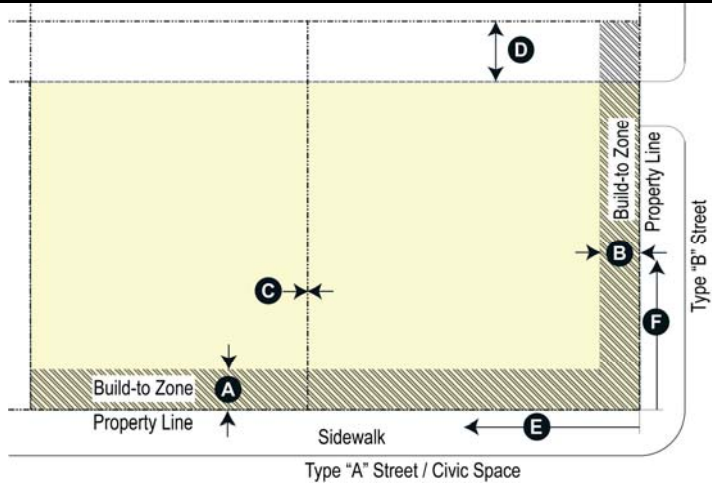 D
Build-to Zone
Property Line
Type "B" Street
B
C
F
Build-to Zone
A
Property Line
E
Sidewalk
Type "A" Street / Civic Space